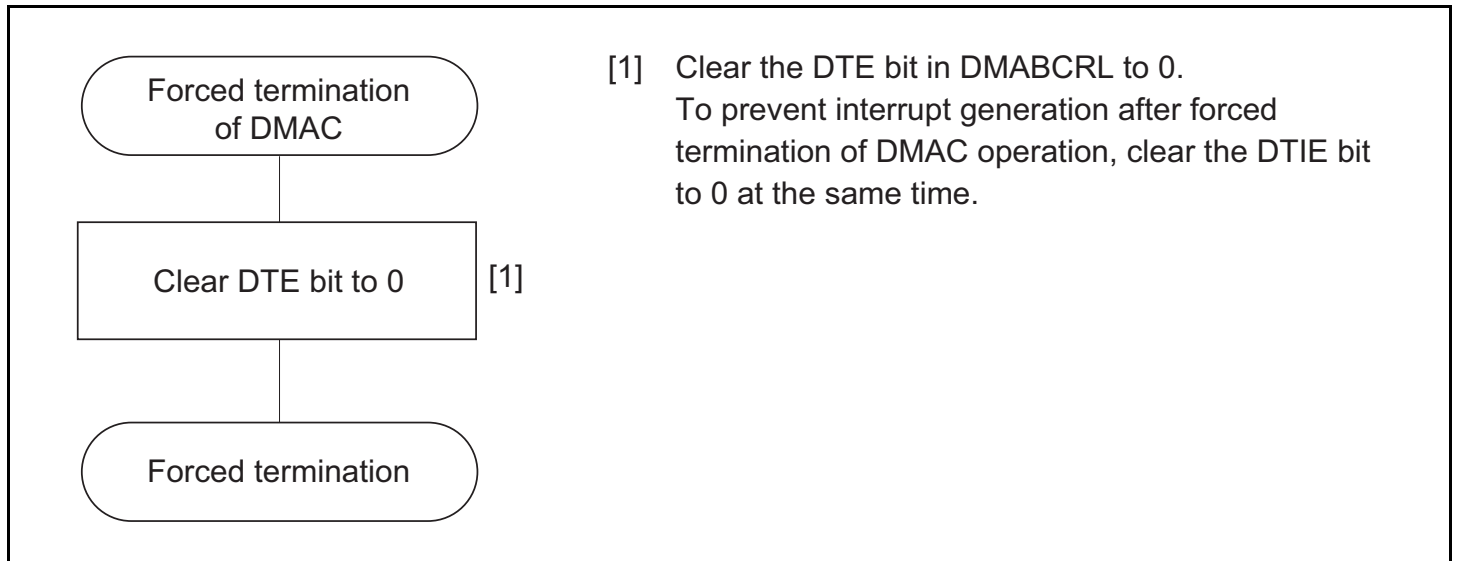 Forced termination
of DMAC
Clear DTE bit to 0
[1]
Forced termination
[1] Clear the DTE bit in DMABCRL to 0.
To prevent interrupt generation after forced
termination of DMAC operation, clear the DTIE bit
to 0 at the same time.